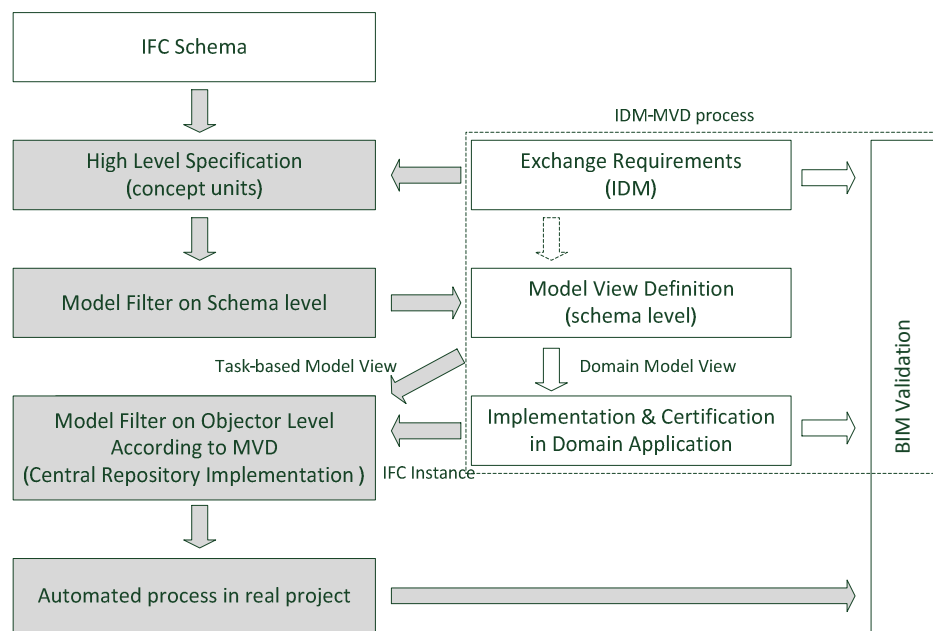 IFC Schema
IDM-MVD process
High Level Specification
(concept units)
Exchange Requirements
(IDM)
Model Filter on Schema level
Model View Definition
(schema level)
Task-based Model View
Domain Model View
Model Filter on Objector Level
According to MVD
(Central Repository Implementation )
Implementation & Certification
in Domain Application
IFC Instance
BIM Validation
Automated process in real project